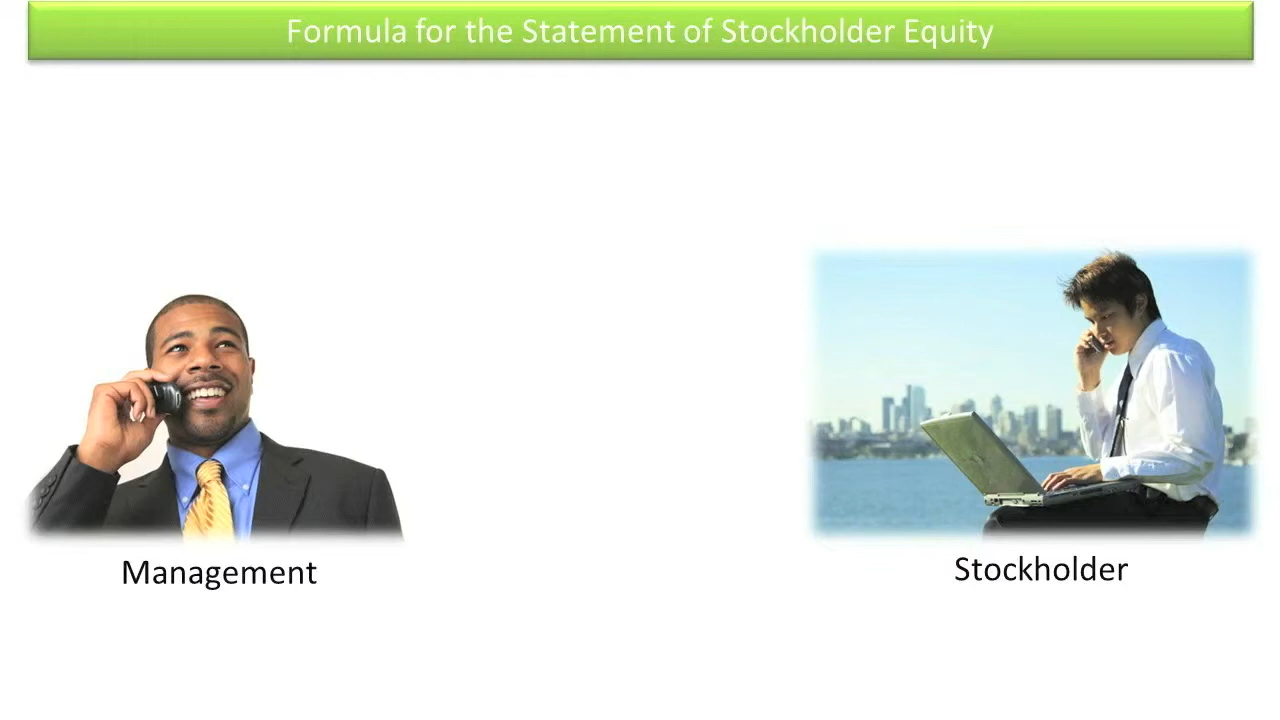 Formula for the Statement of Stockholder Equity
Management
Stockholder